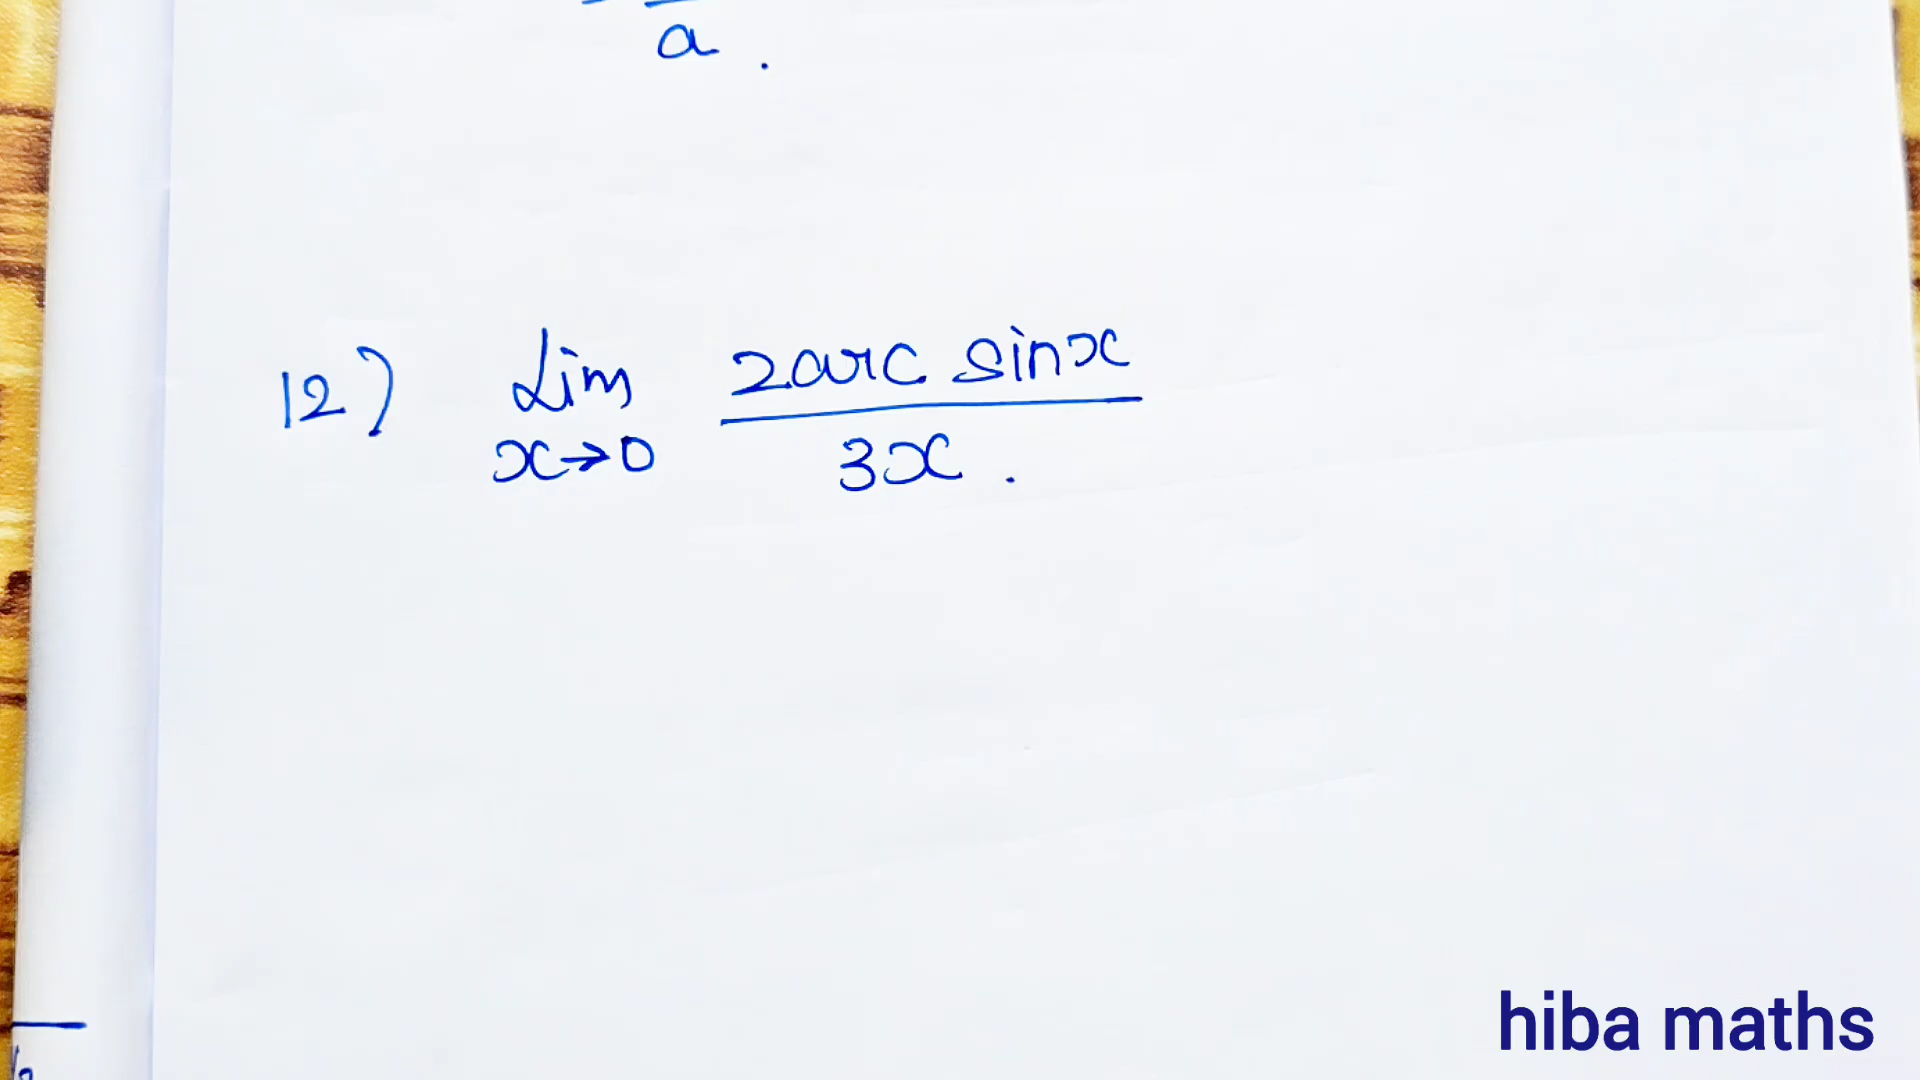 a.
12) Lim 2arc sinx
x→0 3x.
hiba maths